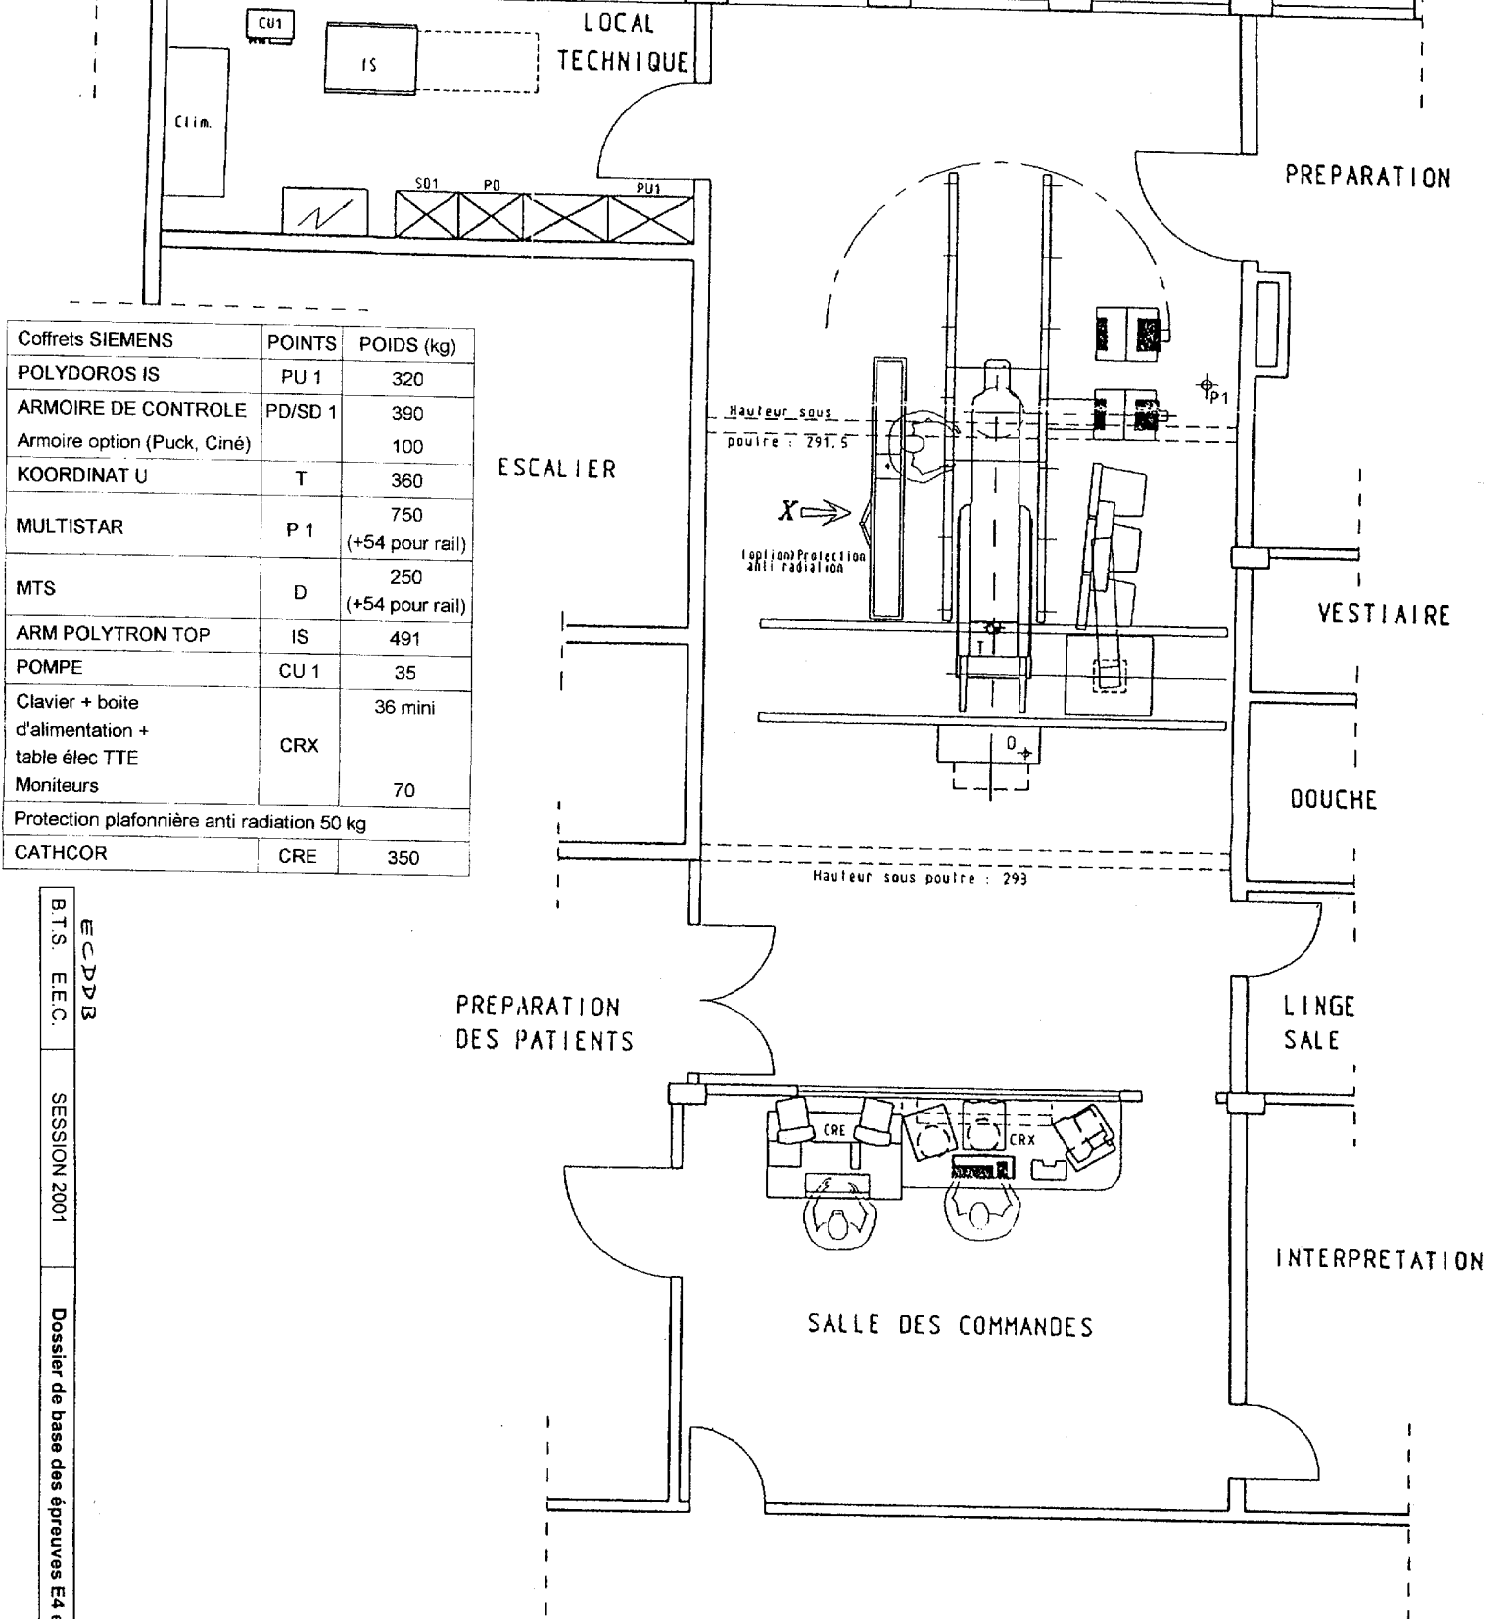 CU1
IS
LOCAL
TECHNIQUE
Clim.
SD1
PD
PU1
PREPARATION
Coffrets SIEMENS POINTS POIDS (kg)
POLYDOROS IS PU 1 320
ARMOIRE DE CONTROLE PD/SD 1 390
Armoire option (Puck, Ciné) 100
KOORDINAT U T 360
MULTISTAR P 1 750
(+54 pour rail)
MTS D 250
(+54 pour rail)
ARM POLYTRON TOP IS 491
POMPE CU 1 35
Clavier + boite 36 mini
d'alimentation +
table élec TTE
CRX
Moniteurs 70
Protection plafonnière anti radiation 50 kg
CATHCOR CRE 350
ESCALIER
Hauteur sous
poutre : 291.5
P1
X
(option)Protection
anti radiation
T
D
VESTIAIRE
DOUCHE
Hauteur sous poutre : 293
PREPARATION
DES PATIENTS
LINGE
SALE
CRE
CRX
INTERPRETATION
SALLE DES COMMANDES
ECDDB
B.T.S. E.E.C. SESSION 2001 Dossier de base des épreuves E4 e